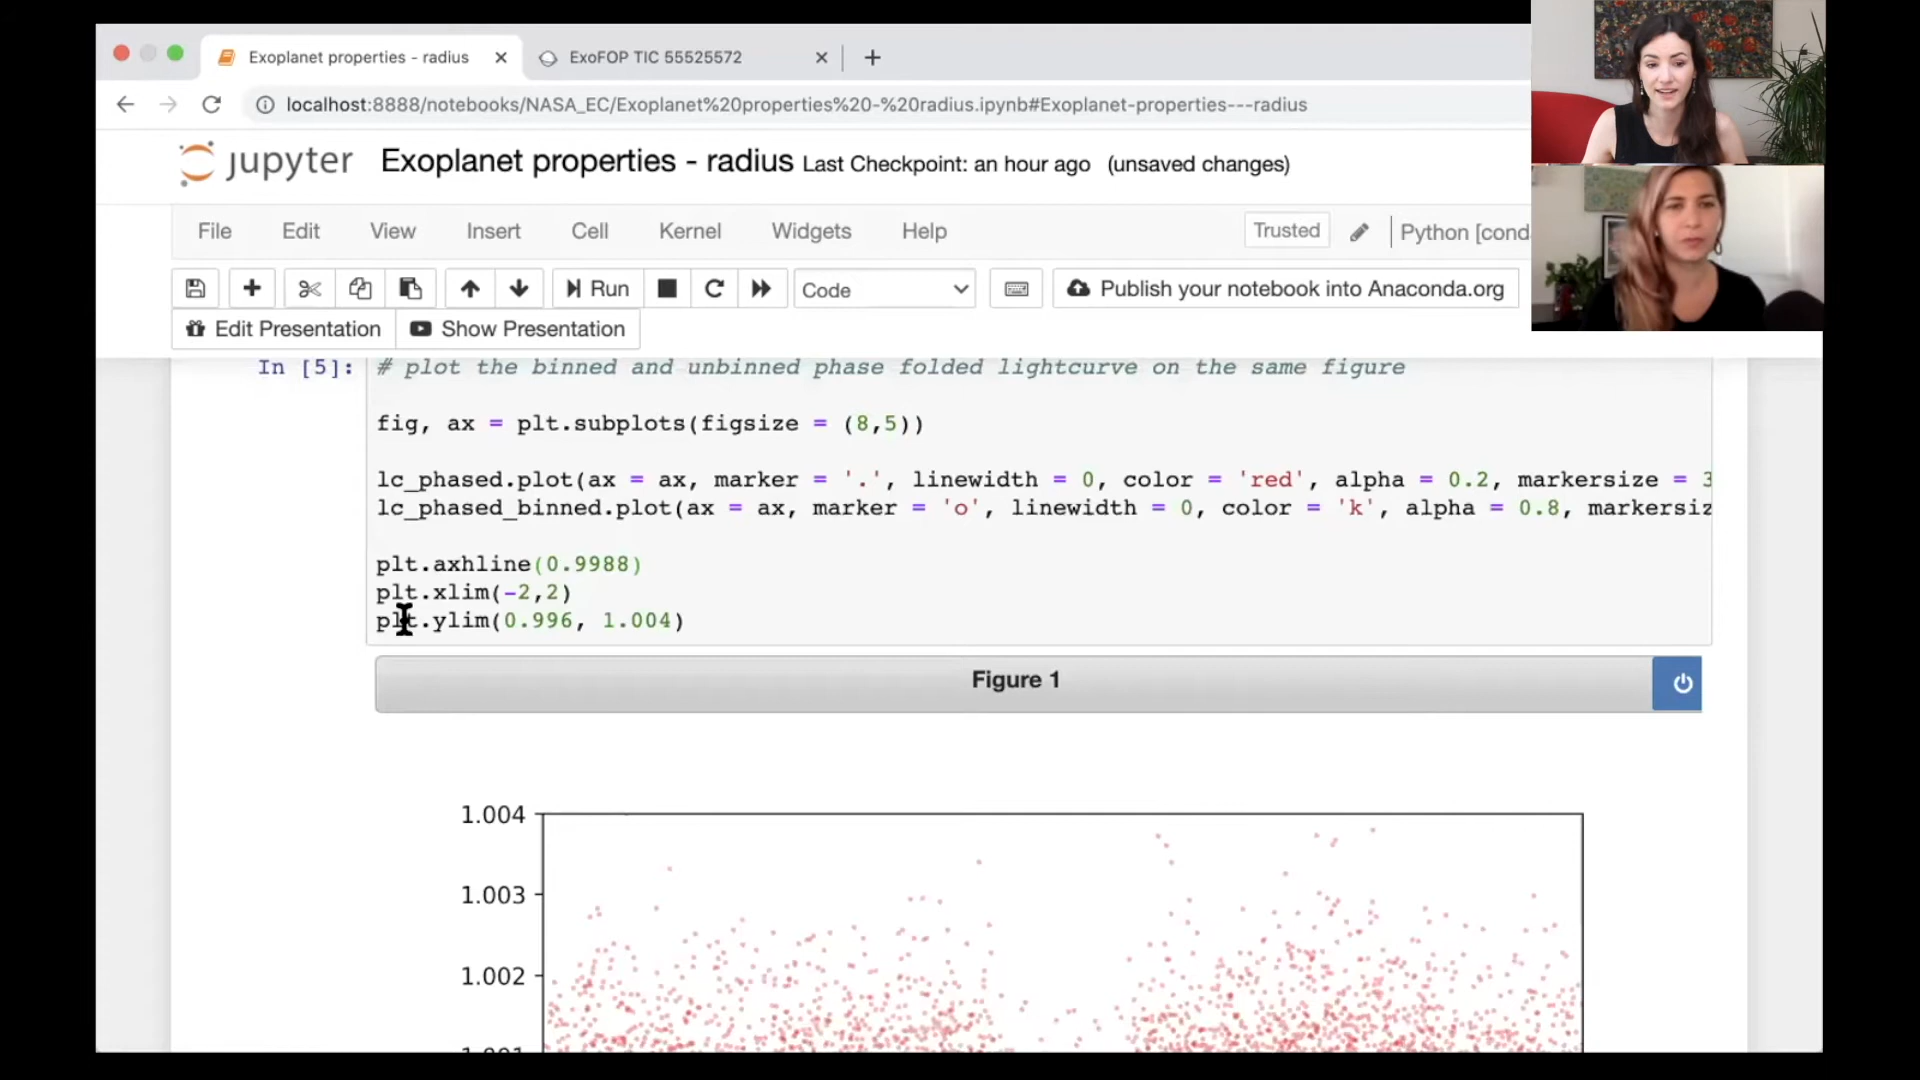 Exoplanet properties - radius
ExoFOP TIC 55525572
localhost:8888/notebooks/NASA_EC/Exoplanet%20properties%20-%20radius.ipynb#Exoplanet-properties---radius
jupyter Exoplanet properties - radius Last Checkpoint: an hour ago (unsaved changes)
File Edit View Insert Cell Kernel Widgets Help Trusted Python [cond
Run Code Publish your notebook into Anaconda.org
Edit Presentation Show Presentation
In [5]: # plot the binned and unbinned phase folded lightcurve on the same figure
fig, ax = plt.subplots(figsize = (8,5))
lc_phased.plot(ax = ax, marker = '.', linewidth = 0, color = 'red', alpha = 0.2, markersize = 3
lc_phased_binned.plot(ax = ax, marker = 'o', linewidth = 0, color = 'k', alpha = 0.8, markersiz
plt.axhline(0.9988)
plt.xlim(-2,2)
plt.ylim(0.996, 1.004)
Figure 1
1.004
1.003
1.002